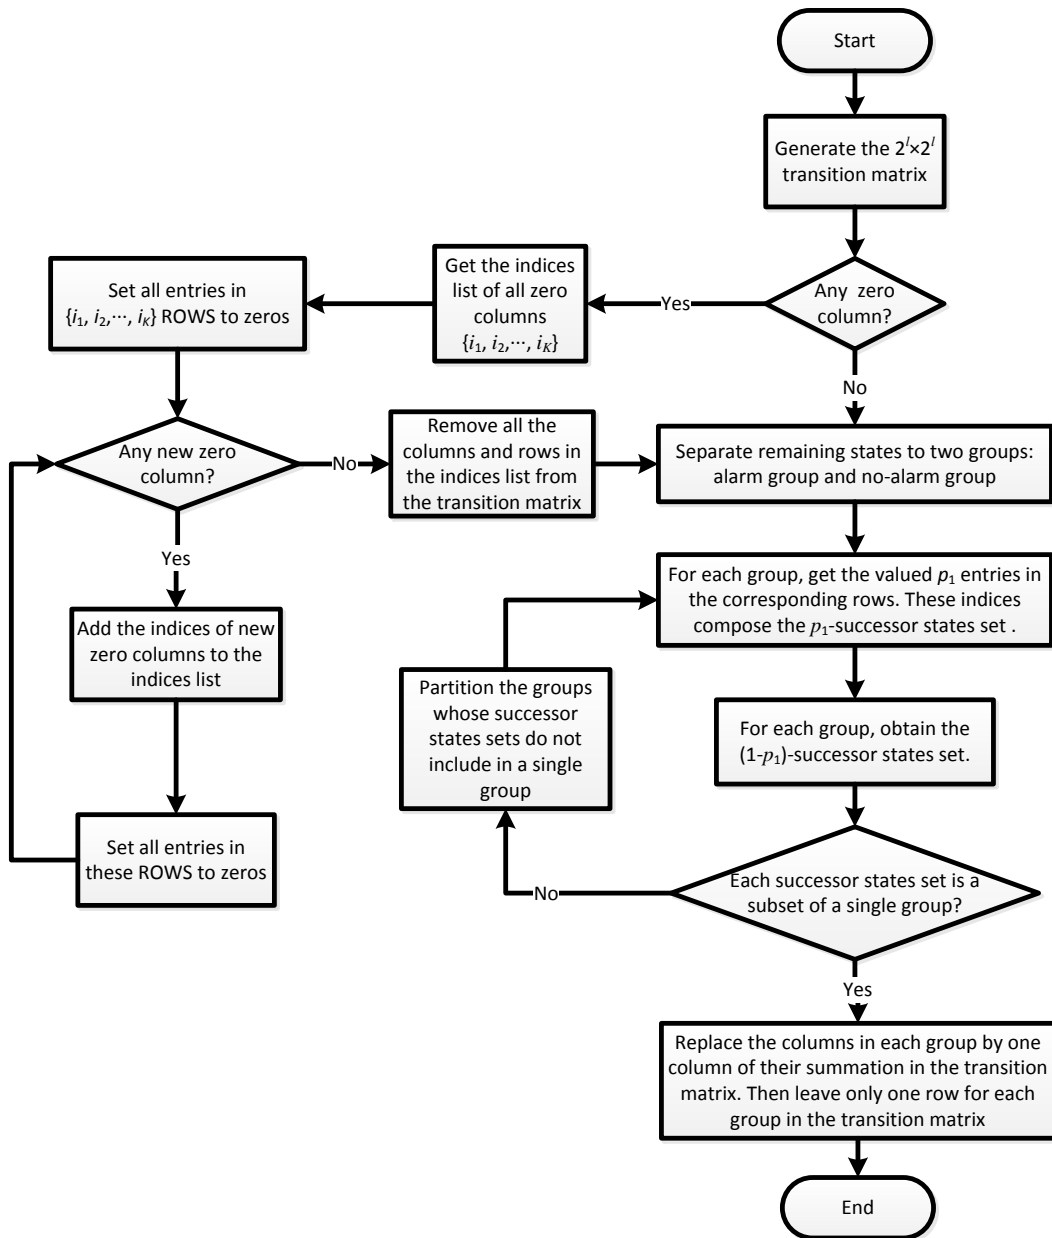 Start
Generate the 2^l×2^l
transition matrix
Any zero
column?
Yes
No
Get the indices
list of all zero
columns
{i₁, i₂,⋯, i_K}
Set all entries in
{i₁, i₂,⋯, i_K} ROWS to zeros
Any new zero
column?
No
Yes
Remove all the
columns and rows in
the indices list from
the transition matrix
Add the indices of new
zero columns to the
indices list
Set all entries in
these ROWS to zeros
Separate remaining states to two groups:
alarm group and no-alarm group
For each group, get the valued p₁ entries in
the corresponding rows. These indices
compose the p₁-successor states set .
For each group, obtain the
(1-p₁)-successor states set.
Each successor states set is a
subset of a single group?
No
Partition the groups
whose successor
states sets do not
include in a single
group
Yes
Replace the columns in each group by one
column of their summation in the transition
matrix. Then leave only one row for each
group in the transition matrix
End